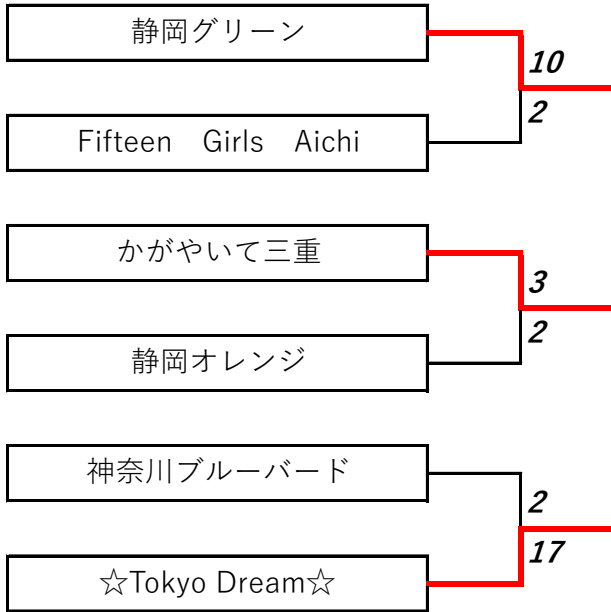 静岡グリーン
10
2
Fifteen　Girls　Aichi
かがやいて三重
3
2
静岡オレンジ
神奈川ブルーバード
2
17
☆Tokyo Dream☆